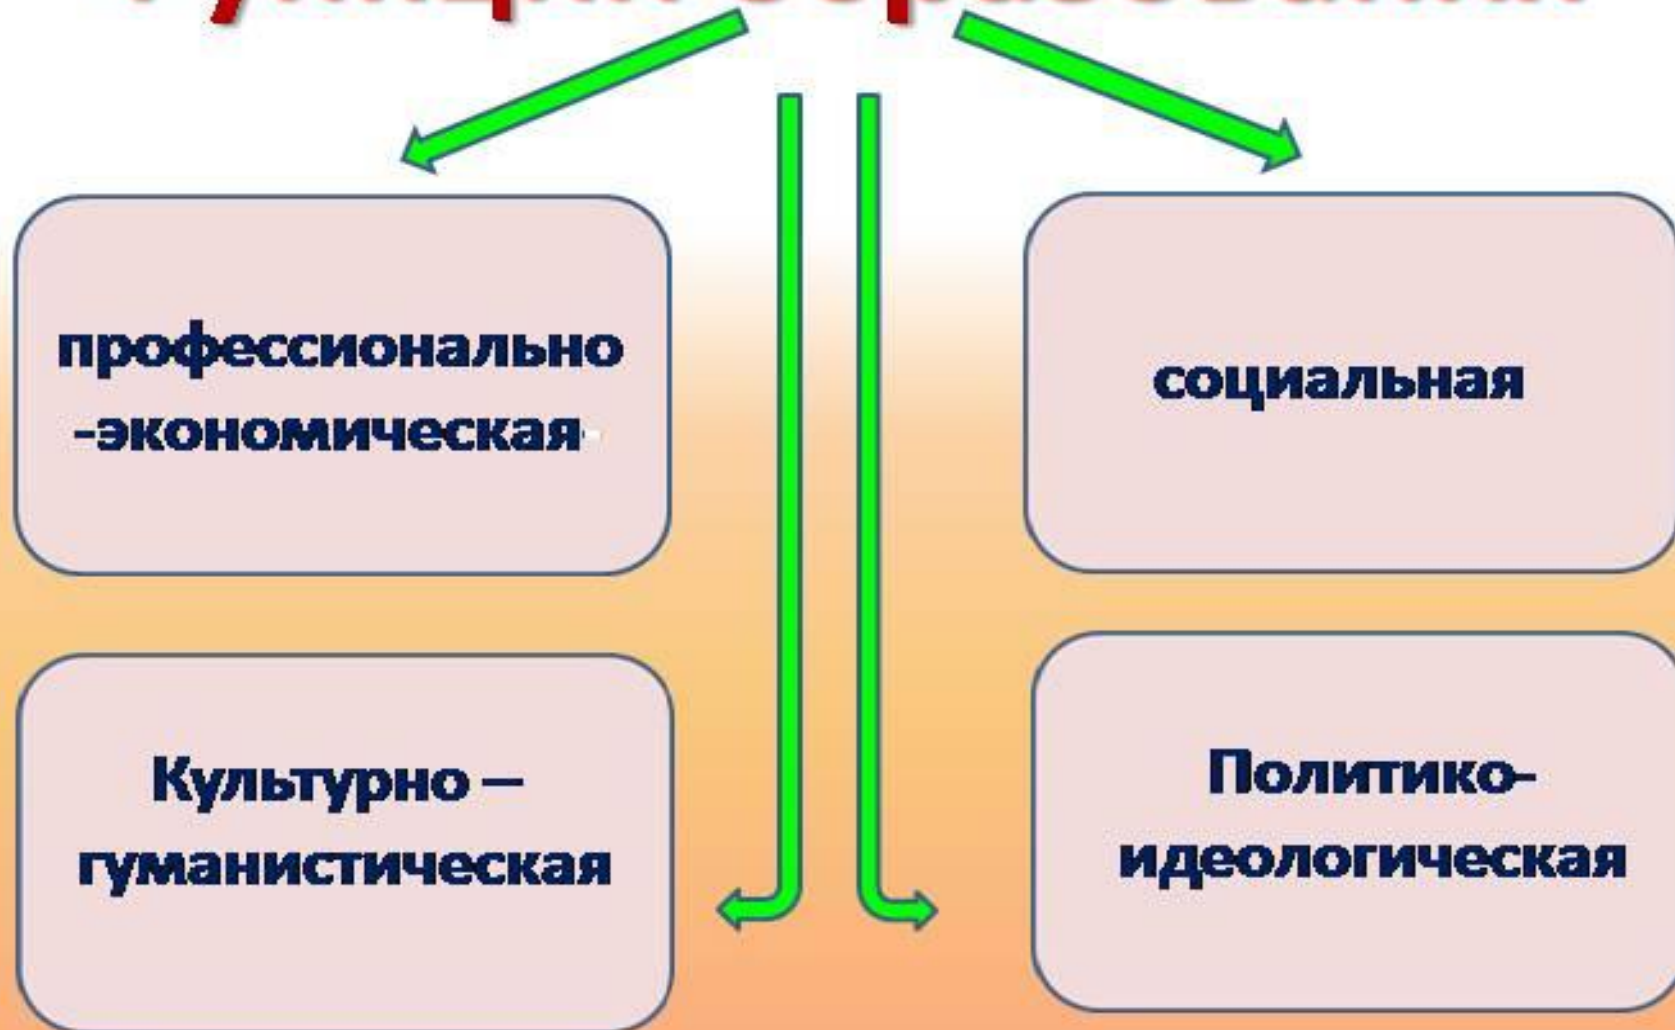 профессионально
-экономическая
социальная
Культурно –
гуманистическая
Политико-
идеологическая